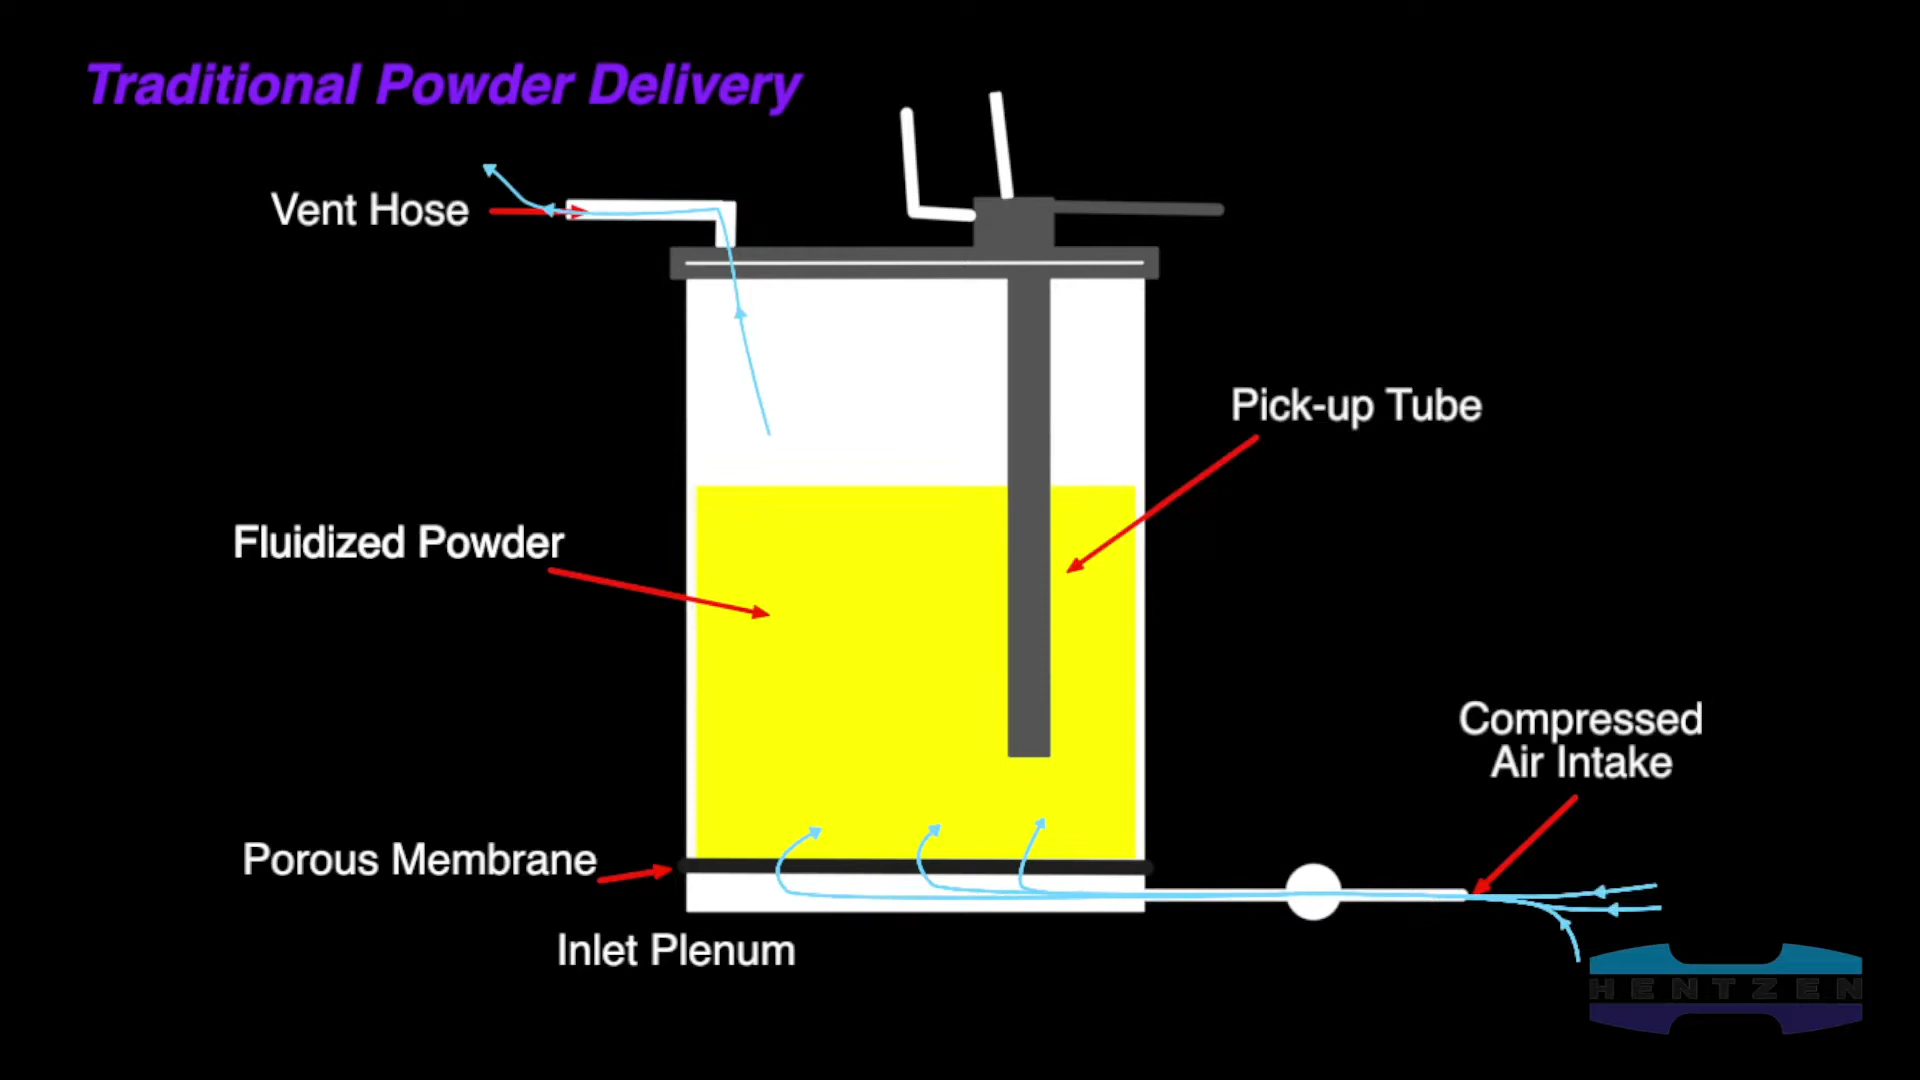 Traditional Powder Delivery
Vent Hose
Pick-up Tube
Fluidized Powder
Compressed
Air Intake
Porous Membrane
Inlet Plenum
HENTZEN